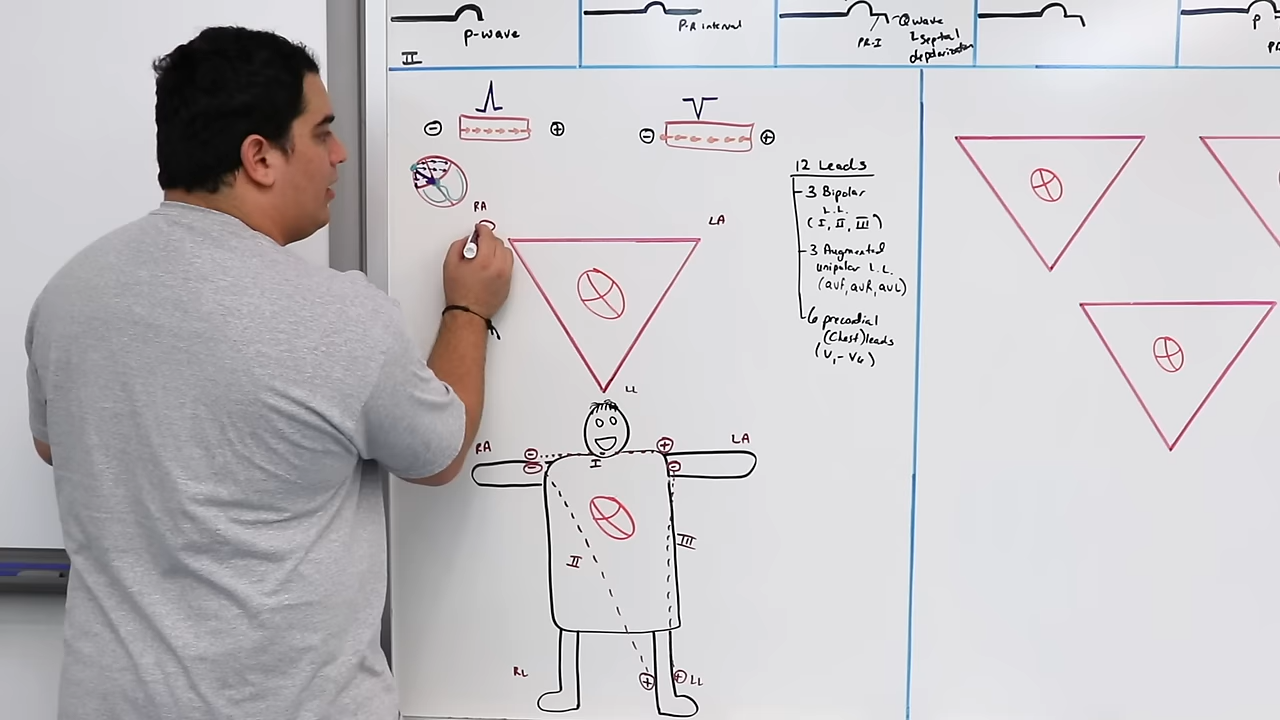 p-wave
II
P-R interval
PR-I
Q wave
↳ septal
depolarization
P
PR
⊖ ⊕
⊖ ⊕
RA
LA
LL
12 Leads
3 Bipolar
L.L.
(I, II, III)
3 Augmented
unipolar L.L.
(avF, avR, avL)
6 precordial
(Chest) leads
(V1 - V6)
RA
⊖
⊖
I
⊕
⊖
LA
II
III
RL
⊕
⊕ LL